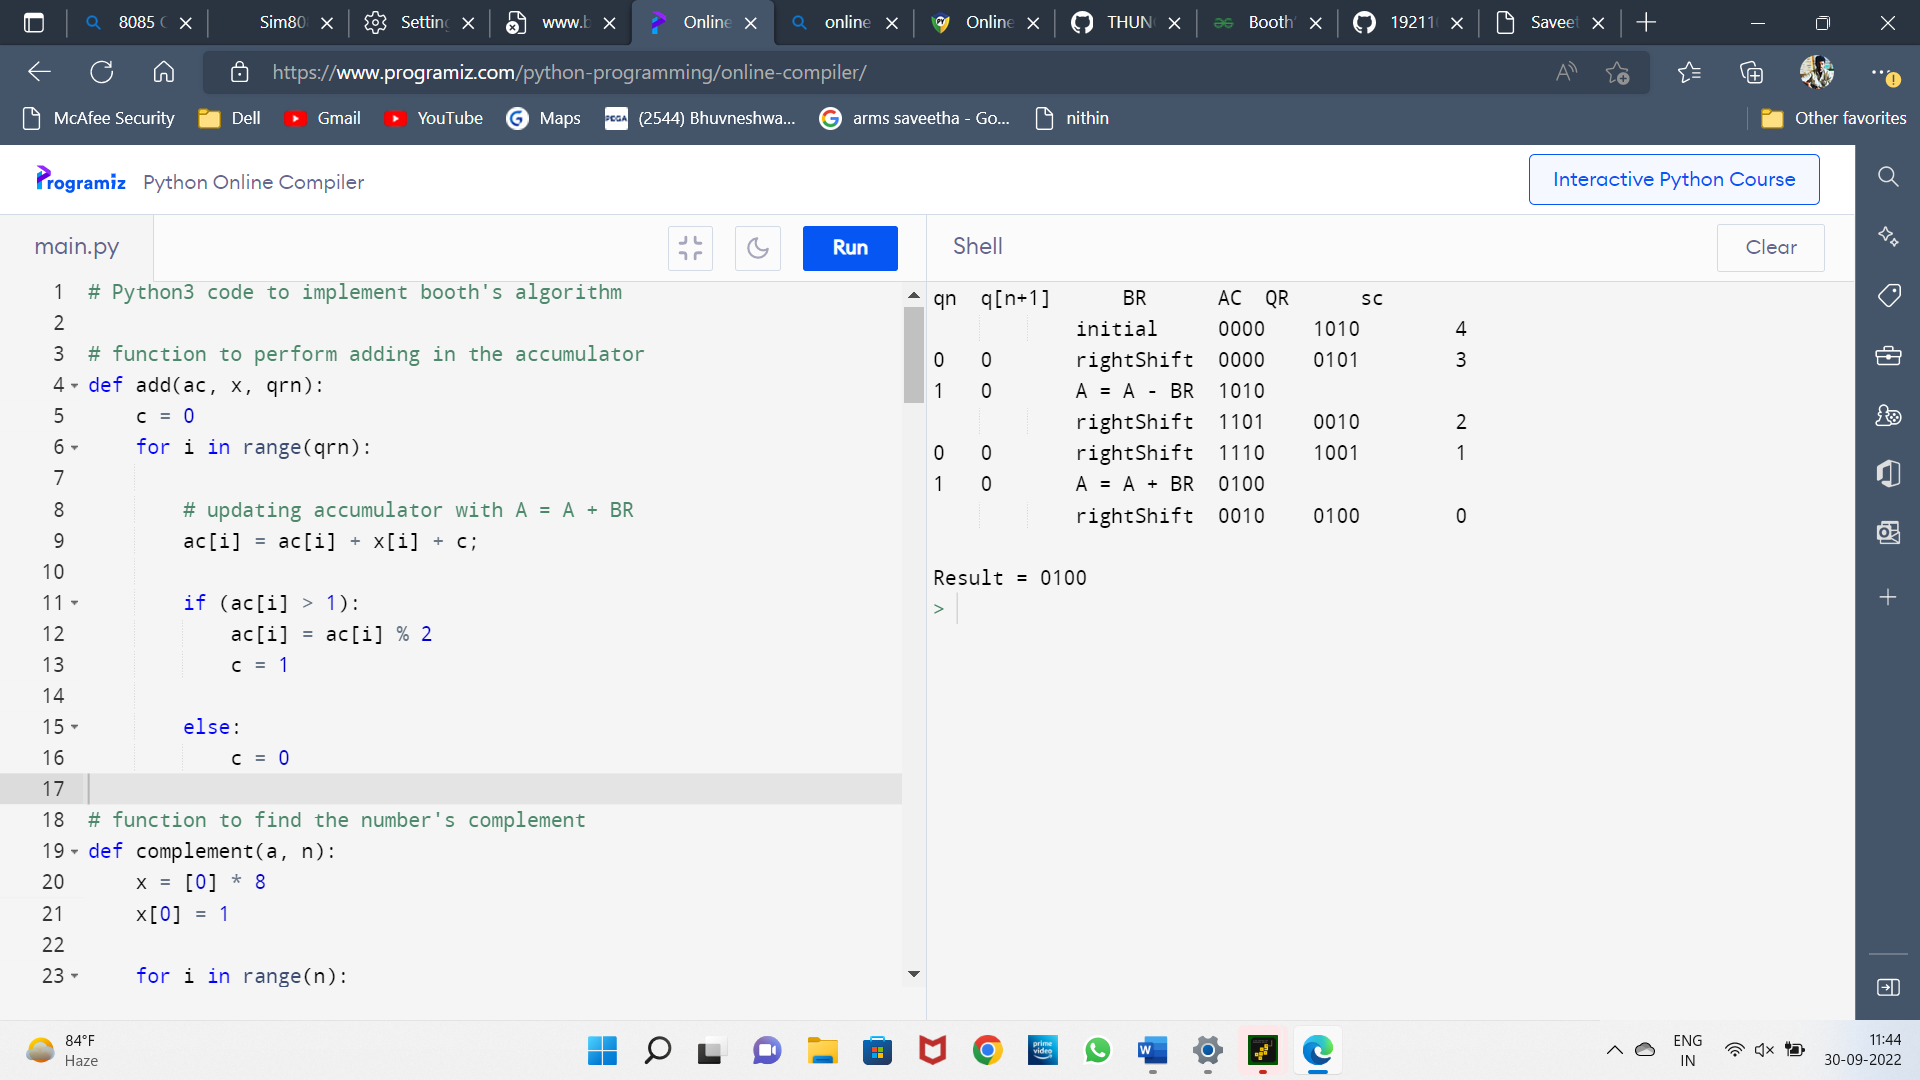 8085 C
Sim80
Setting
www.b
Online
online
Online
THUN
Booth'
19211
Saveet
https://www.programiz.com/python-programming/online-compiler/
McAfee Security
Dell
Gmail
YouTube
Maps
PEGA
(2544) Bhuvneshwa...
arms saveetha - Go...
nithin
Other favorites
Programiz
Python Online Compiler
Interactive Python Course
main.py
Run
Shell
Clear
1 # Python3 code to implement booth's algorithm
2
3 # function to perform adding in the accumulator
4 def add(ac, x, qrn):
5     c = 0
6     for i in range(qrn):
7
8         # updating accumulator with A = A + BR
9         ac[i] = ac[i] + x[i] + c;
10
11         if (ac[i] > 1):
12             ac[i] = ac[i] % 2
13             c = 1
14
15         else:
16             c = 0
17
18 # function to find the number's complement
19 def complement(a, n):
20     x = [0] * 8
21     x[0] = 1
22
23     for i in range(n):
qn  q[n+1]      BR      AC  QR      sc
            initial     0000    1010        4
0   0       rightShift  0000    0101        3
1   0       A = A - BR  1010
            rightShift  1101    0010        2
0   0       rightShift  1110    1001        1
1   0       A = A + BR  0100
            rightShift  0010    0100        0
Result = 0100
>
84°F
Haze
prime video
W
ENG
IN
11:44
30-09-2022